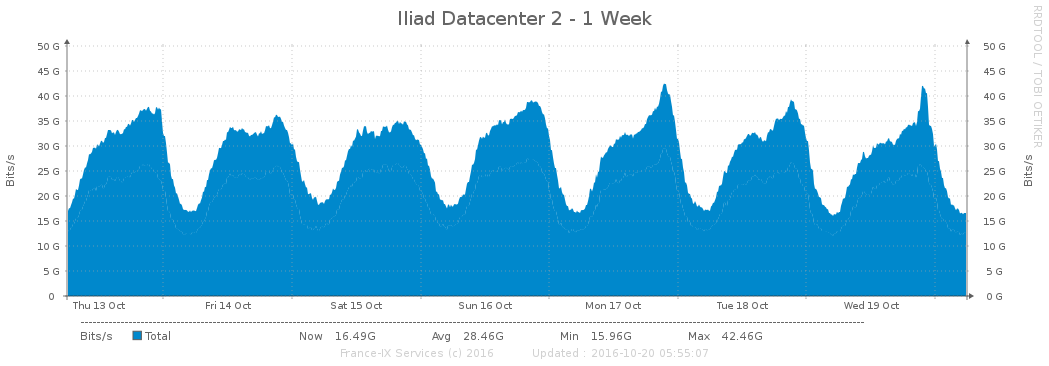 Iliad Datacenter 2 - 1 Week
RRDTOOL / TOBI OETIKER
50 G 50 G
45 G 45 G
40 G 40 G
35 G 35 G
30 G 30 G
25 G 25 G
20 G 20 G
15 G 15 G
10 G 10 G
5 G 5 G
0 0 G
Bits/s
Bits/s
Thu 13 Oct Fri 14 Oct Sat 15 Oct Sun 16 Oct Mon 17 Oct Tue 18 Oct Wed 19 Oct
Bits/s Total Now 16.49G Avg 28.46G Min 15.96G Max 42.46G
France-IX Services (c) 2016 Updated : 2016-10-20 05:55:07